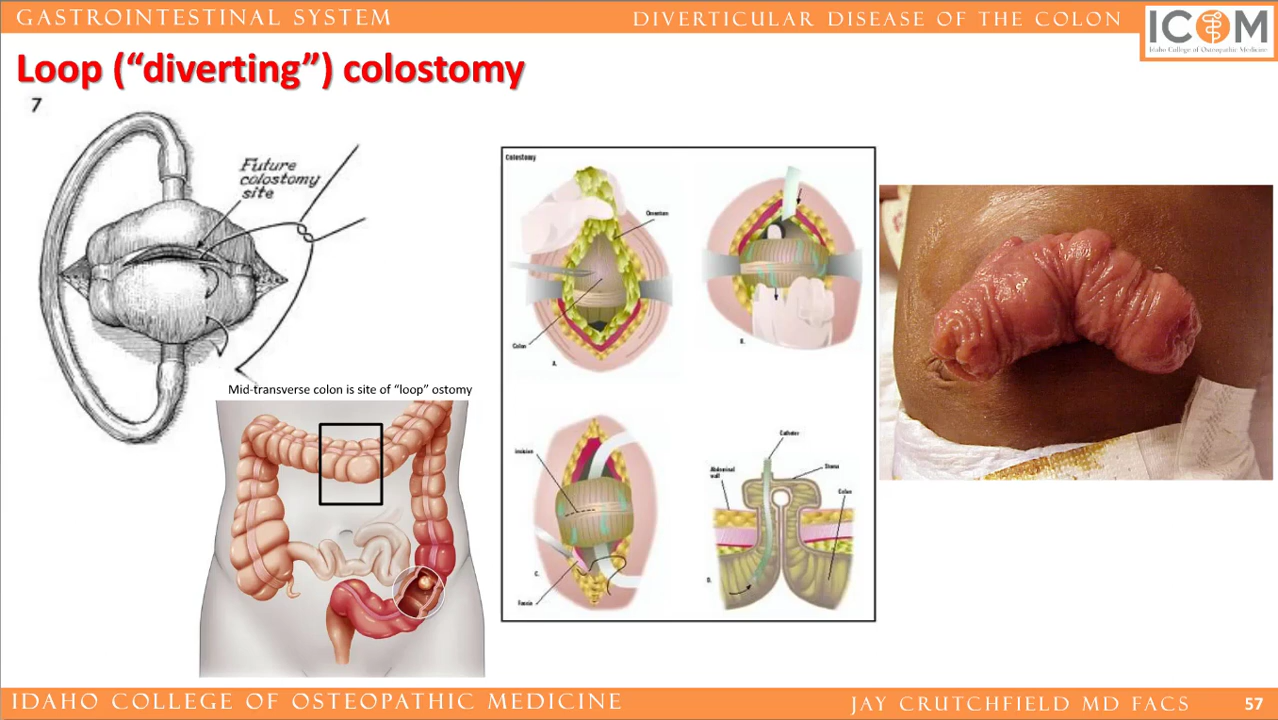 GASTROINTESTINAL SYSTEM
DIVERTICULAR DISEASE OF THE COLON
ICOM
Idaho College of Osteopathic Medicine
Loop (“diverting”) colostomy
7
Future
colostomy
site
Mid-transverse colon is site of “loop” ostomy
Colostomy
Omentum
Colon
A.
B.
Incision
Fascia
C.
Catheter
Abdominal
wall
Stoma
Colon
D.
IDAHO COLLEGE OF OSTEOPATHIC MEDICINE
JAY CRUTCHFIELD MD FACS
57